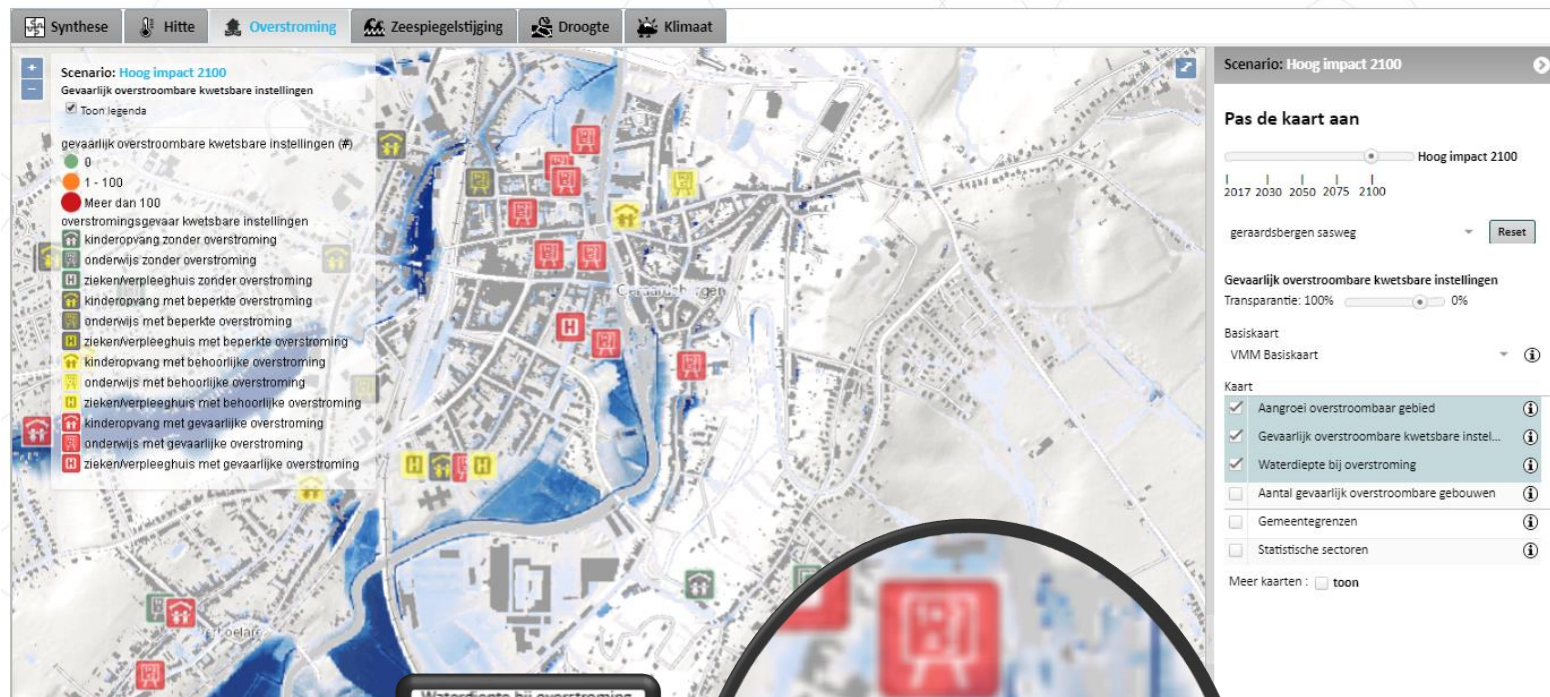 Synthese
Hitte
Overstroming
Zeespiegelstijging
Droogte
Klimaat
+
-
Scenario: Hoog impact 2100
Gevaarlijk overstroombare kwetsbare instellingen
Toon legenda
gevaarlijk overstroombare kwetsbare instellingen (#)
0
1 - 100
Meer dan 100
overstromingsgevaar kwetsbare instellingen
kinderopvang zonder overstroming
onderwijs zonder overstroming
zieken/verpleeghuis zonder overstroming
kinderopvang met beperkte overstroming
onderwijs met beperkte overstroming
zieken/verpleeghuis met beperkte overstroming
kinderopvang met behoorlijke overstroming
onderwijs met behoorlijke overstroming
zieken/verpleeghuis met behoorlijke overstroming
kinderopvang met gevaarlijke overstroming
onderwijs met gevaarlijke overstroming
zieken/verpleeghuis met gevaarlijke overstroming
Waterdiepte bij overstroming
Scenario: Hoog impact 2100
Pas de kaart aan
Hoog impact 2100
2017 2030 2050 2075 2100
geraardsbergen sasweg
Reset
Gevaarlijk overstroombare kwetsbare instellingen
Transparantie: 100% 0%
Basiskaart
VMM Basiskaart
Kaart
Aangroei overstroombaar gebied
Gevaarlijk overstroombare kwetsbare instel...
Waterdiepte bij overstroming
Aantal gevaarlijk overstroombare gebouwen
Gemeentegrenzen
Statistische sectoren
Meer kaarten : toon